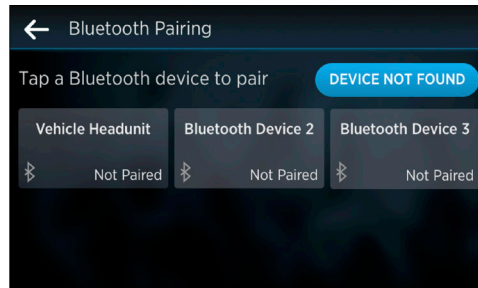 Bluetooth Pairing
Tap a Bluetooth device to pair
DEVICE NOT FOUND
Vehicle Headunit
Not Paired
Bluetooth Device 2
Not Paired
Bluetooth Device 3
Not Paired